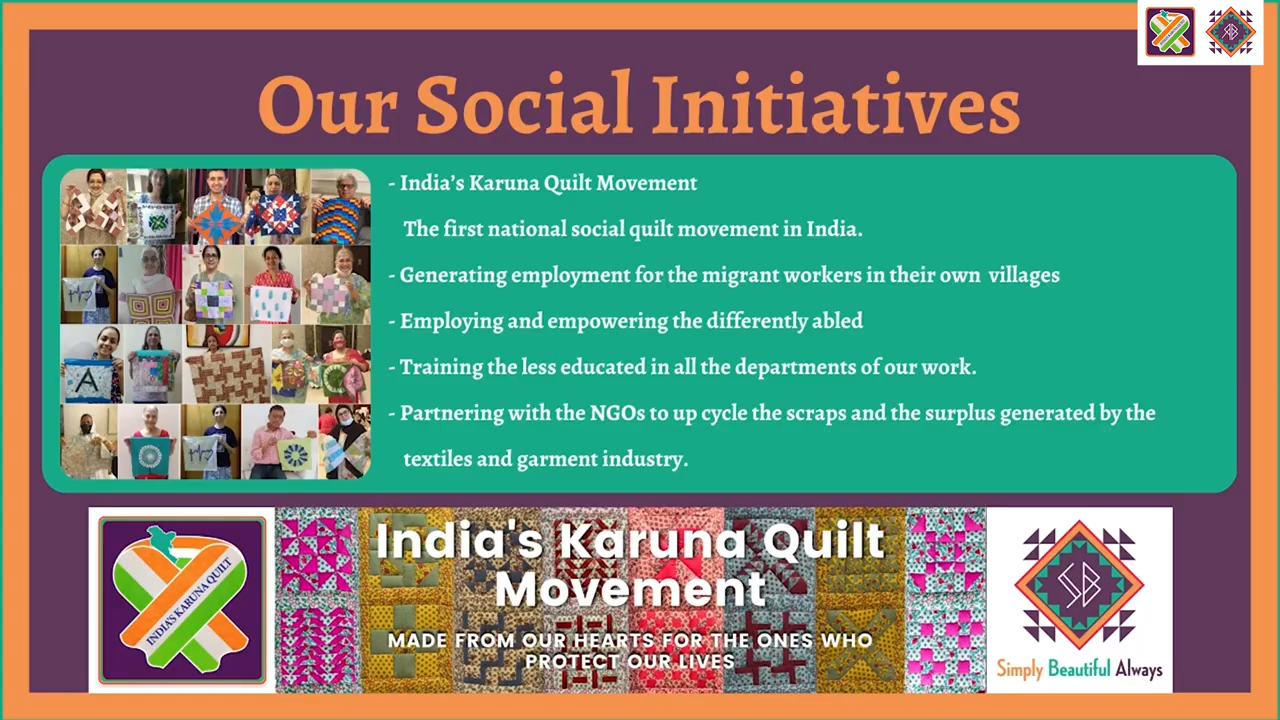 Our Social Initiatives
- India’s Karuna Quilt Movement
The first national social quilt movement in India.
- Generating employment for the migrant workers in their own villages
- Employing and empowering the differently abled
- Training the less educated in all the departments of our work.
- Partnering with the NGOs to up cycle the scraps and the surplus generated by the
textiles and garment industry.
A
INDIA'S KARUNA QUILT
India's Karuna Quilt
Movement
MADE FROM OUR HEARTS FOR THE ONES WHO
PROTECT OUR LIVES
SB
Simply Beautiful Always